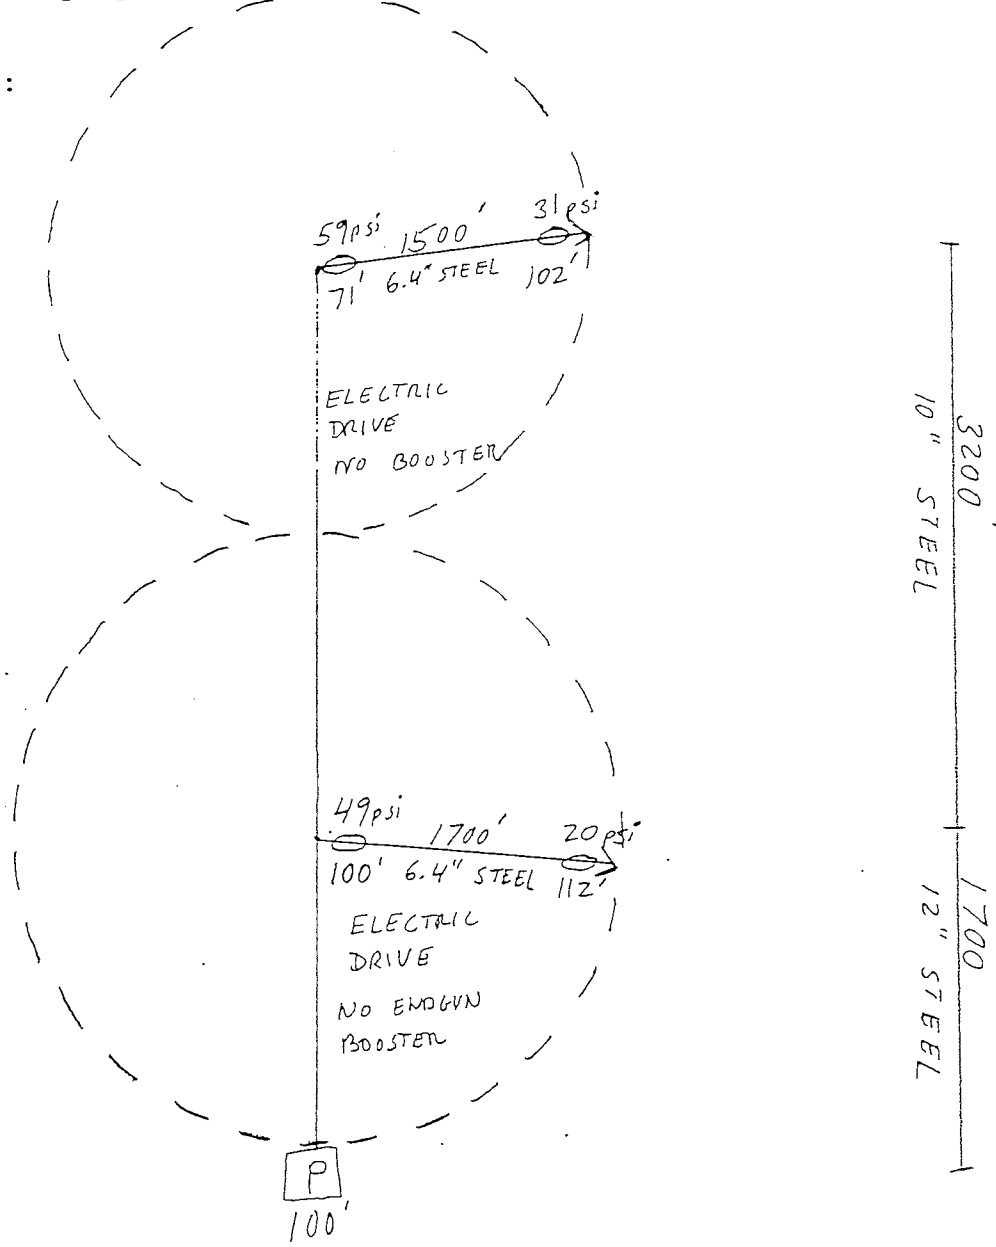 :
59psi 1500' 31psi
71' 6.4" STEEL 102'
ELECTRIC
DRIVE
NO BOOSTER
3200'
10" STEEL
49psi 1700' 20psi
100' 6.4" STEEL 112'
ELECTRIC
DRIVE
NO ENDGUN
BOOSTER
1700
12" STEEL
P
100'